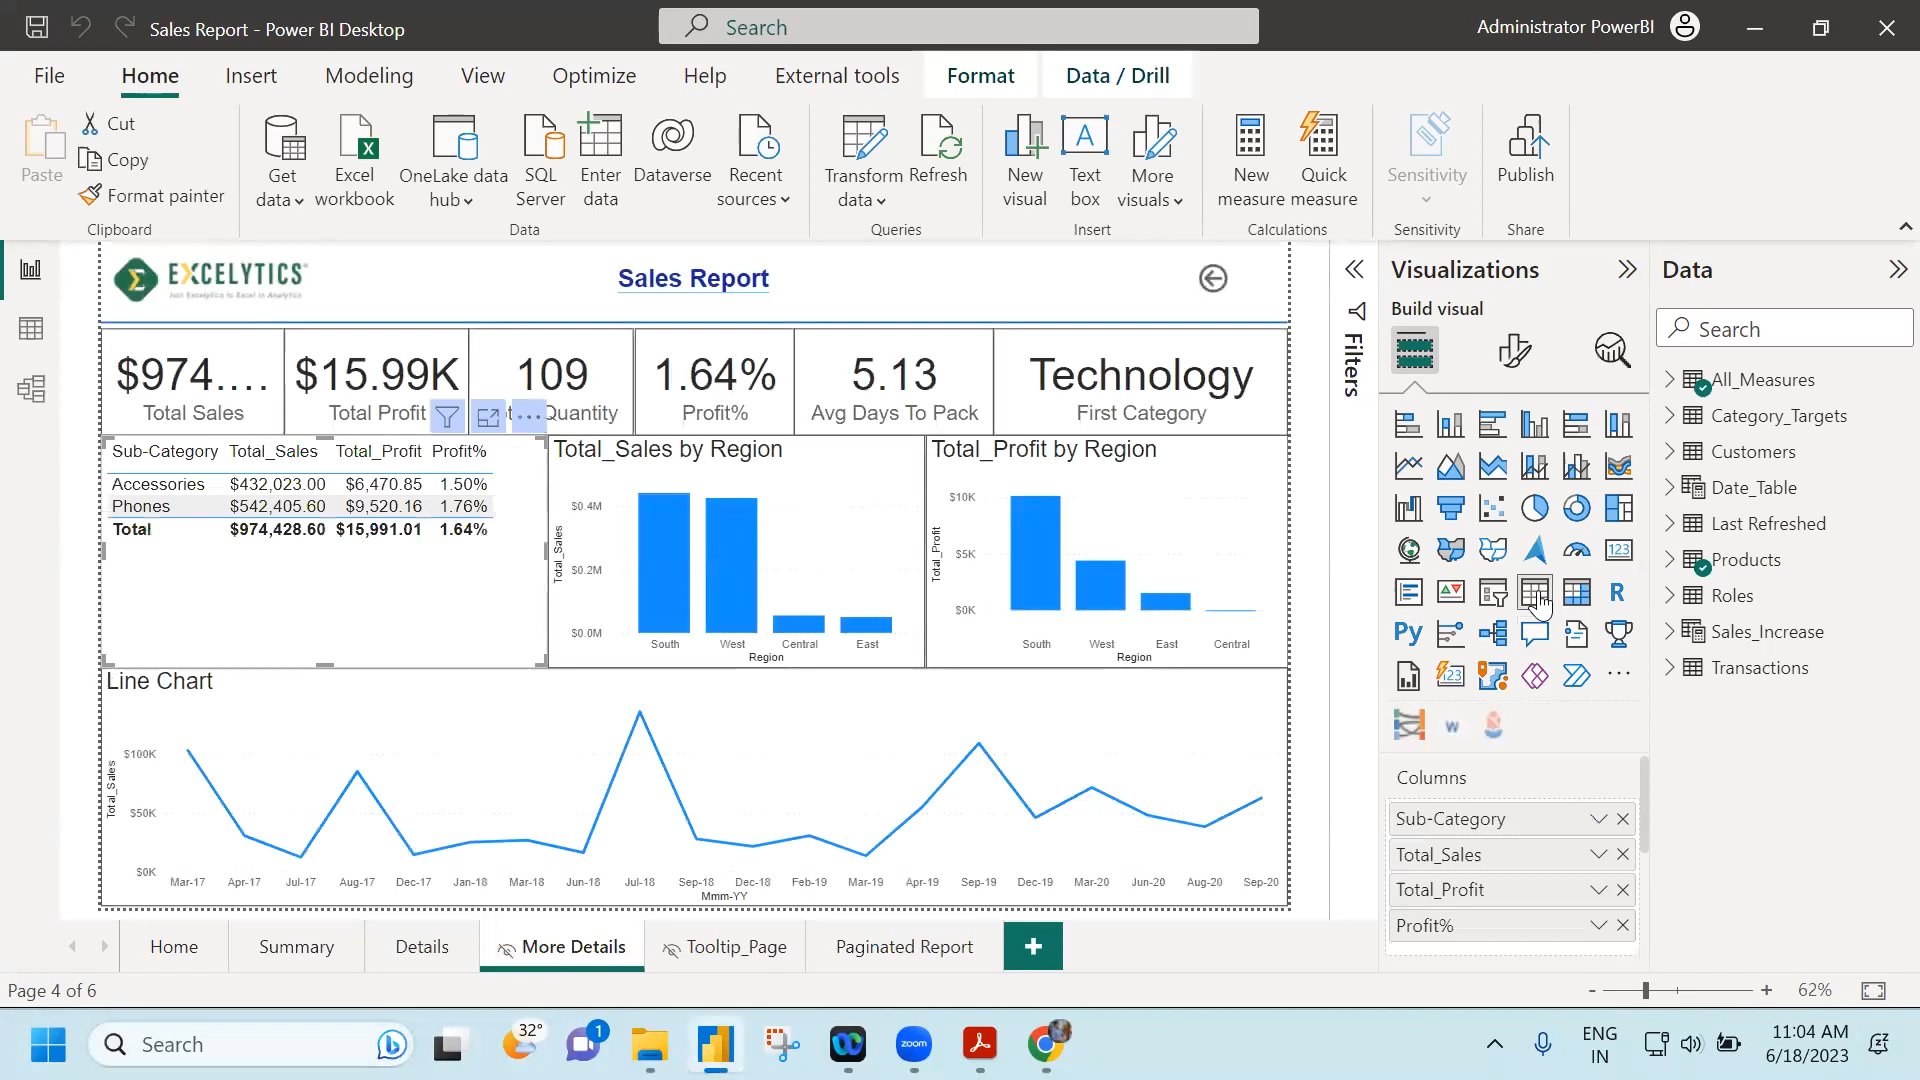 Sales Report - Power BI Desktop
Search
Administrator PowerBI
File Home Insert Modeling View Optimize Help External tools Format Data / Drill
Paste
Cut
Copy
Format painter
Clipboard
Get data
Excel workbook
OneLake data hub
SQL Server
Enter data
Dataverse
Recent sources
Data
Transform data
Refresh
Queries
New visual
Text box
More visuals
Insert
New measure
Quick measure
Calculations
Sensitivity
Sensitivity
Publish
Share
EXCELYTICS
Join Excelytics to Excel in Analytics
Sales Report
$974.... $15.99K 109 1.64% 5.13 Technology
Total Sales Total Profit Quantity Profit% Avg Days To Pack First Category
Sub-Category Total_Sales Total_Profit Profit%
Accessories $432,023.00 $6,470.85 1.50%
Phones $542,405.60 $9,520.16 1.76%
Total $974,428.60 $15,991.01 1.64%
Total_Sales by Region
Total_Sales
$0.4M
$0.2M
$0.0M
South West Central East
Region
Total_Profit by Region
Total_Profit
$10K
$5K
$0K
South West East Central
Region
Line Chart
Total_Sales
$100K
$50K
$0K
Mar-17 Apr-17 Jul-17 Aug-17 Dec-17 Jan-18 Mar-18 Jun-18 Jul-18 Sep-18 Dec-18 Feb-19 Mar-19 Apr-19 Sep-19 Dec-19 Mar-20 Jun-20 Aug-20 Sep-20
Mmm-YY
Filters
Visualizations
Build visual
123
R
Py
123
W
Columns
Sub-Category
Total_Sales
Total_Profit
Profit%
Data
Search
All_Measures
Category_Targets
Customers
Date_Table
Last Refreshed
Products
Roles
Sales_Increase
Transactions
Home Summary Details More Details Tooltip_Page Paginated Report +
Page 4 of 6
- + 62%
Search
32°
1
zoom
ENG
IN
11:04 AM
6/18/2023